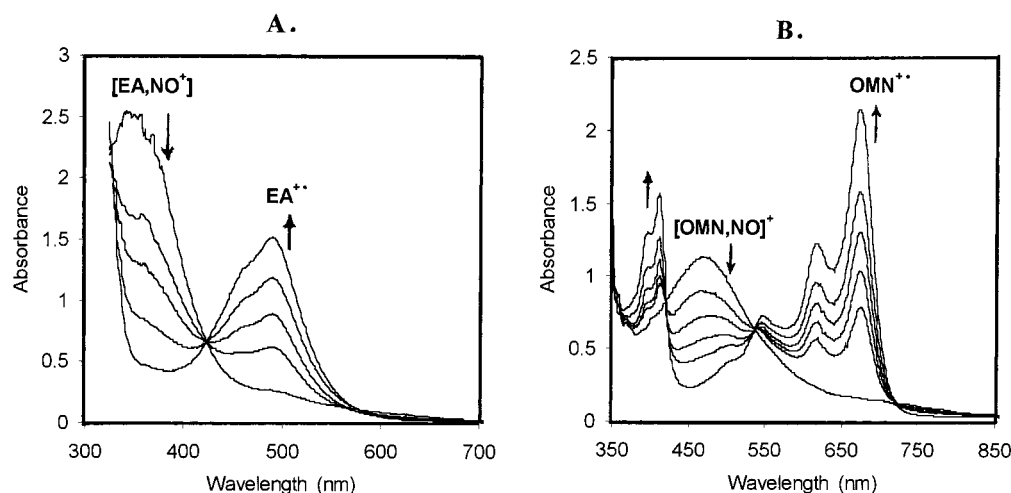 A.
3
2.5
2
1.5
1
0.5
0
300
400
500
600
700
Absorbance
Wavelength (nm)
[EA,NO⁺]
EA⁺•
B.
2.5
2
1.5
1
0.5
0
350
450
550
650
750
850
Absorbance
Wavelength (nm)
[OMN,NO]⁺
OMN⁺•